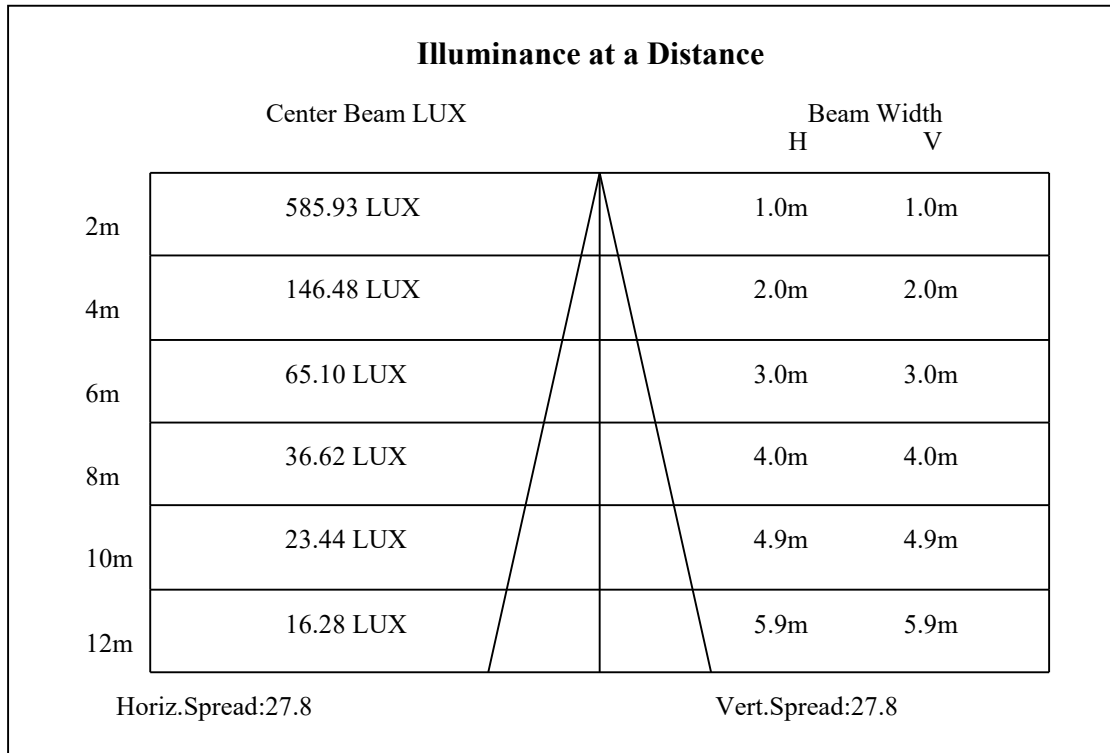 Illuminance at a Distance
Center Beam LUX Beam Width
H V
2m 585.93 LUX 1.0m 1.0m
4m 146.48 LUX 2.0m 2.0m
6m 65.10 LUX 3.0m 3.0m
8m 36.62 LUX 4.0m 4.0m
10m 23.44 LUX 4.9m 4.9m
12m 16.28 LUX 5.9m 5.9m
Horiz.Spread:27.8 Vert.Spread:27.8